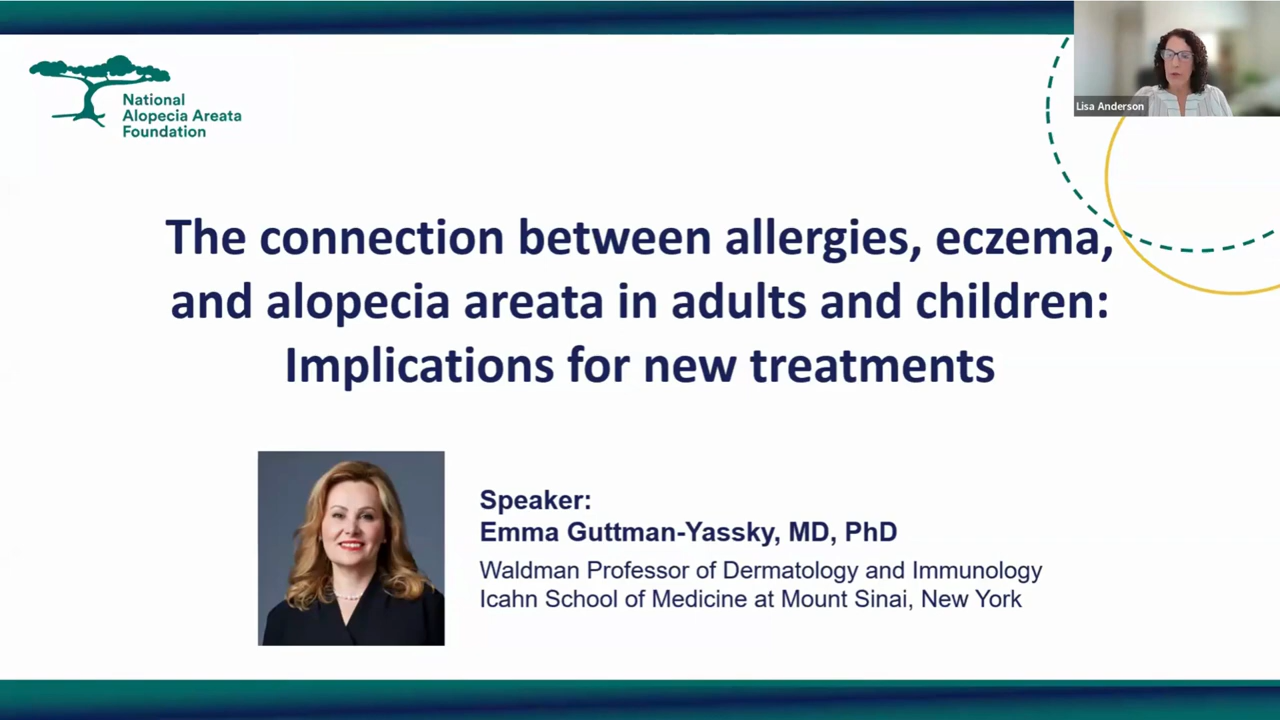 National
Alopecia Areata
Foundation
Lisa Anderson
The connection between allergies, eczema,
and alopecia areata in adults and children:
Implications for new treatments
Speaker:
Emma Guttman-Yassky, MD, PhD
Waldman Professor of Dermatology and Immunology
Icahn School of Medicine at Mount Sinai, New York